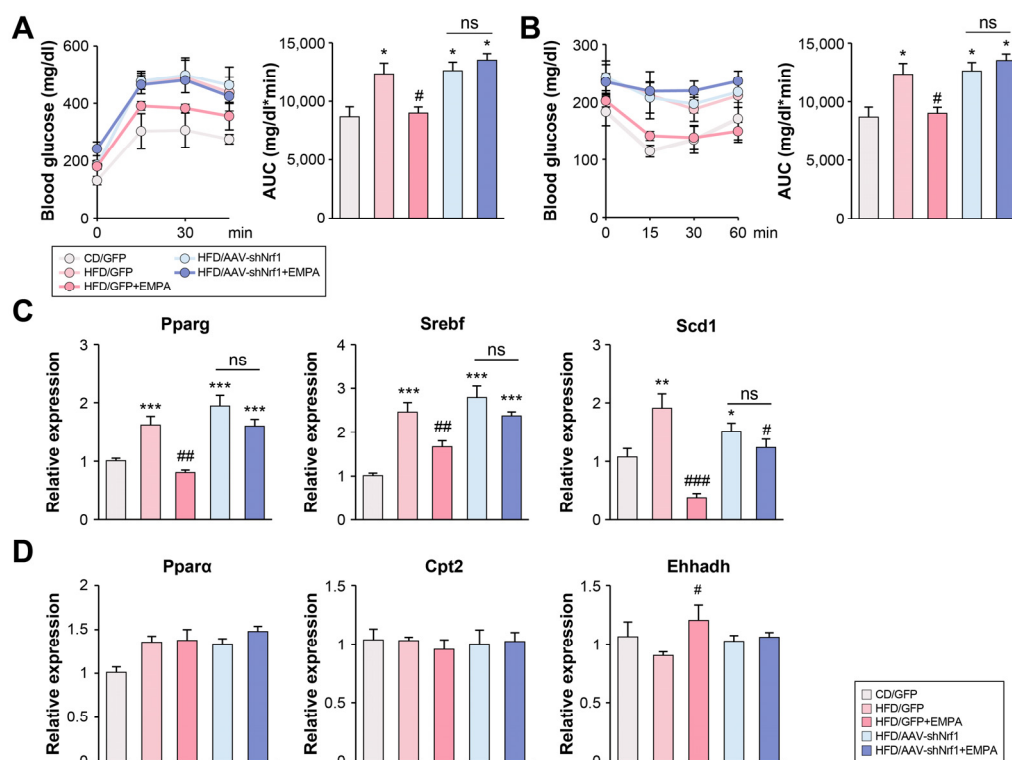 A
Blood glucose (mg/dl)
600
400
200
0
0
30
min
AUC (mg/dl*min)
15,000
10,000
5,000
0
*
#
*
*
ns
B
Blood glucose (mg/dl)
300
200
100
0
0
15
30
60
min
AUC (mg/dl*min)
15,000
10,000
5,000
0
*
#
*
*
ns
CD/GFP
HFD/GFP
HFD/GFP+EMPA
HFD/AAV-shNrf1
HFD/AAV-shNrf1+EMPA
C
Pparg
Relative expression
3
2
1
0
***
##
***
***
ns
Srebf
Relative expression
4
3
2
1
0
***
##
***
***
ns
Scd1
Relative expression
3
2
1
0
**
###
*
#
ns
D
Pparα
Relative expression
2
1.5
1
0.5
0
Cpt2
Relative expression
1.5
1
0.5
0
Ehhadh
Relative expression
1.5
1
0.5
0
#
CD/GFP
HFD/GFP
HFD/GFP+EMPA
HFD/AAV-shNrf1
HFD/AAV-shNrf1+EMPA